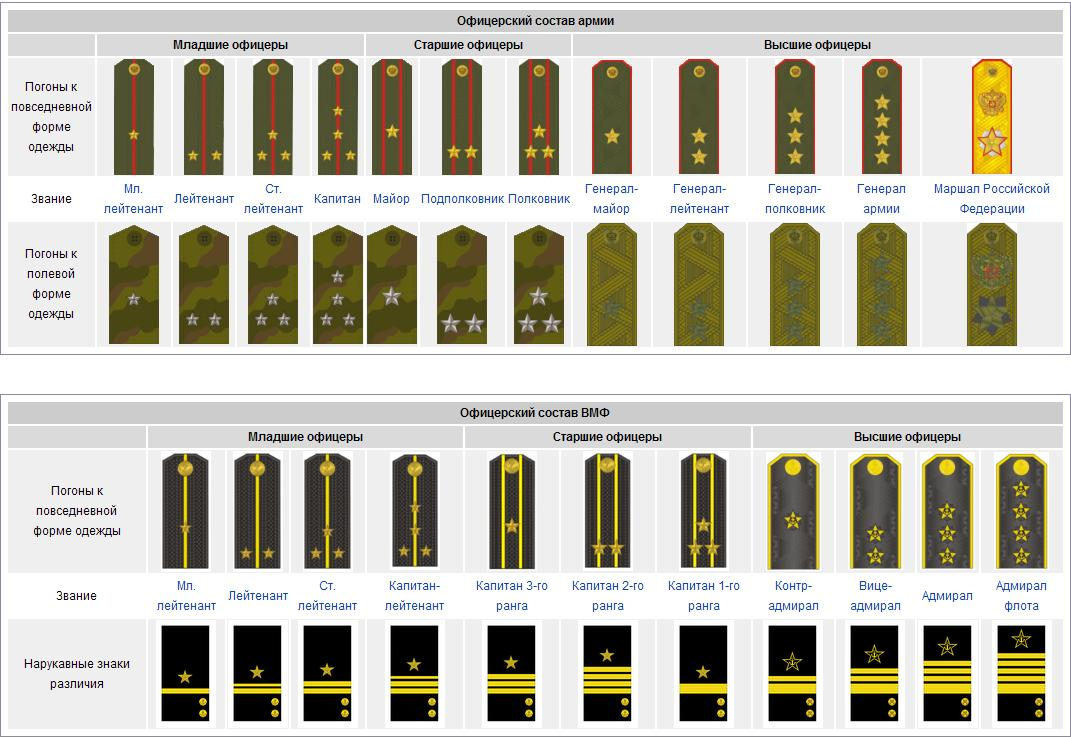 Офицерский состав армии
Младшие офицеры Старшие офицеры Высшие офицеры
Погоны к
повседневной
форме
одежды
Звание
Мл.
лейтенант
Лейтенант
Ст.
лейтенант
Капитан
Майор
Подполковник
Полковник
Генерал-
майор
Генерал-
лейтенант
Генерал-
полковник
Генерал
армии
Маршал Российской
Федерации
Погоны к
полевой
форме
одежды
Офицерский состав ВМФ
Младшие офицеры Старшие офицеры Высшие офицеры
Погоны к
повседневной
форме одежды
Звание
Мл.
лейтенант
Лейтенант
Ст.
лейтенант
Капитан-
лейтенант
Капитан 3-го
ранга
Капитан 2-го
ранга
Капитан 1-го
ранга
Контр-
адмирал
Вице-
адмирал
Адмирал
Адмирал
флота
Нарукавные знаки
различия